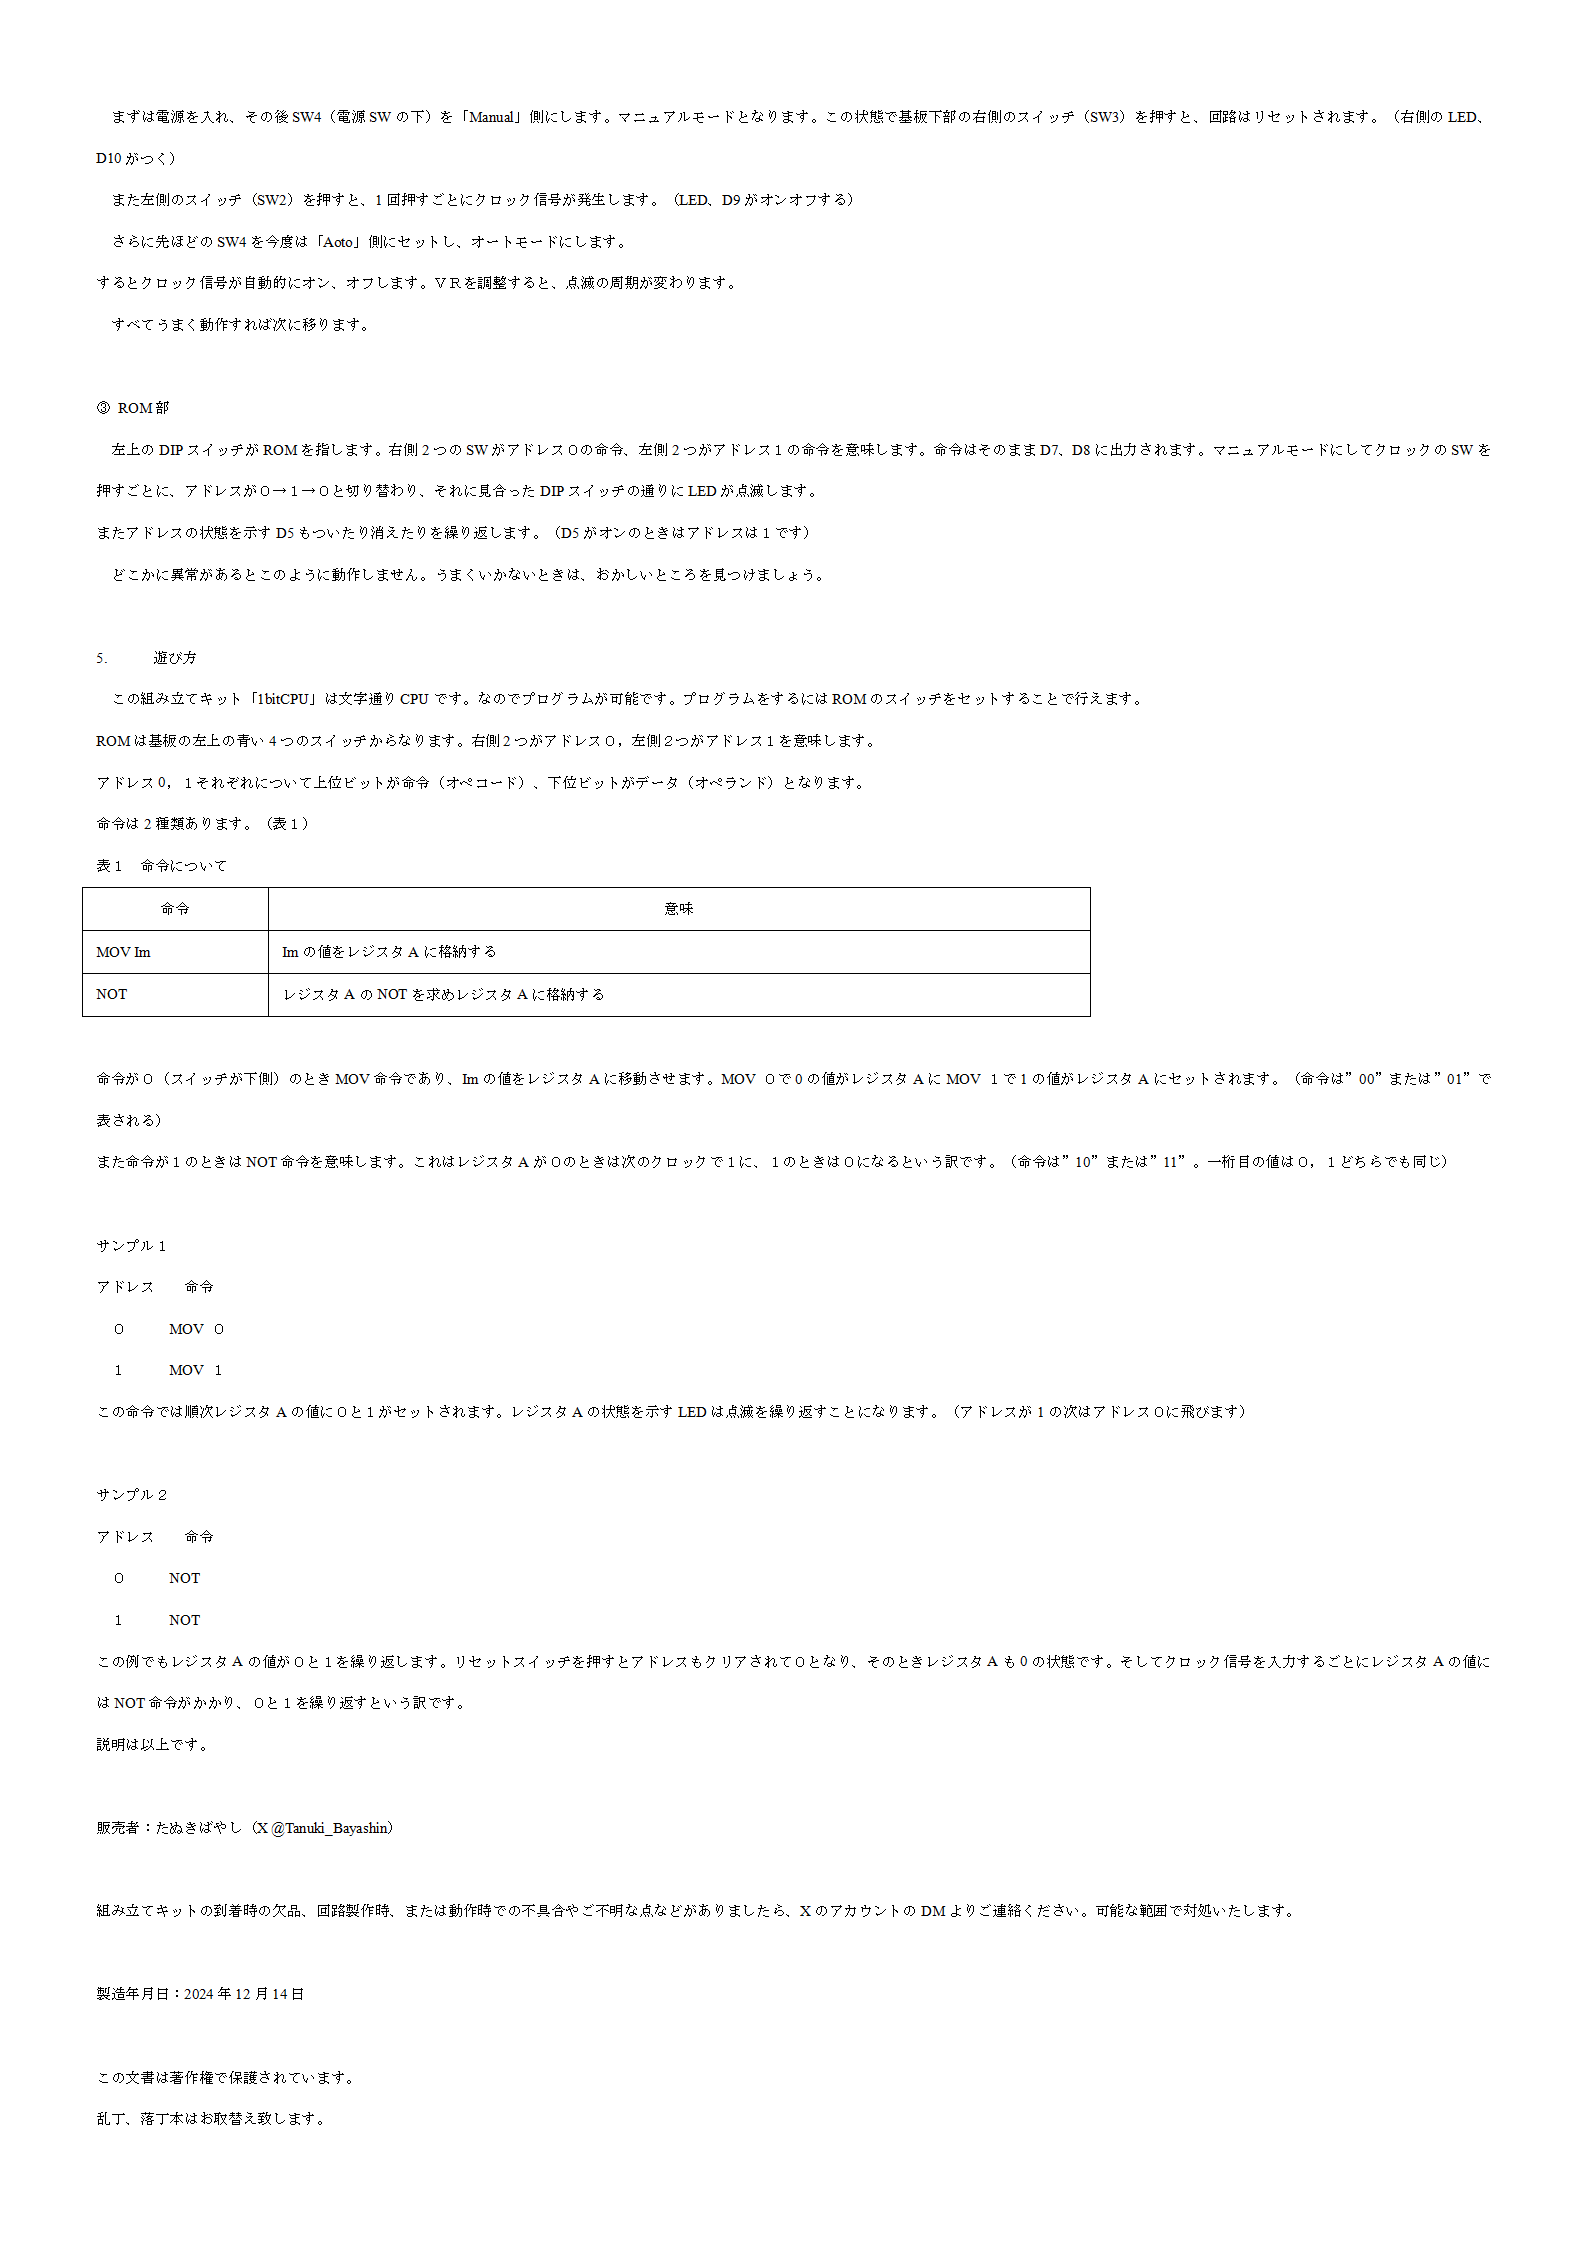 まずは電源を入れ、その後 SW4（電源 SW の下）を「Manual」側にします。マニュアルモードとなります。この状態で基板下部の右側のスイッチ（SW3）を押すと、回路はリセットされます。（右側の LED、
D10 がつく）
また左側のスイッチ（SW2）を押すと、1 回押すごとにクロック信号が発生します。（LED、D9 がオンオフする）
さらに先ほどの SW4 を今度は「Aoto」側にセットし、オートモードにします。
するとクロック信号が自動的にオン、オフします。ＶＲを調整すると、点滅の周期が変わります。
すべてうまく動作すれば次に移ります。
③ ROM 部
左上の DIP スイッチが ROM を指します。右側 2 つの SW がアドレス０の命令、左側 2 つがアドレス１の命令を意味します。命令はそのまま D7、D8 に出力されます。マニュアルモードにしてクロックの SW を
押すごとに、アドレスが０→１→０と切り替わり、それに見合った DIP スイッチの通りに LED が点滅します。
またアドレスの状態を示す D5 もついたり消えたりを繰り返します。（D5 がオンのときはアドレスは１です）
どこかに異常があるとこのように動作しません。うまくいかないときは、おかしいところを見つけましょう。
5. 遊び方
この組み立てキット「1bitCPU」は文字通り CPU です。なのでプログラムが可能です。プログラムをするには ROM のスイッチをセットすることで行えます。
ROM は基板の左上の青い 4 つのスイッチからなります。右側 2 つがアドレス０，左側２つがアドレス１を意味します。
アドレス 0，１それぞれについて上位ビットが命令（オペコード）、下位ビットがデータ（オペランド）となります。
命令は 2 種類あります。（表１）
表１　命令について
命令 意味
MOV Im Im の値をレジスタ A に格納する
NOT レジスタ A の NOT を求めレジスタ A に格納する
命令が０（スイッチが下側）のとき MOV 命令であり、Im の値をレジスタ A に移動させます。MOV ０で 0 の値がレジスタ A に MOV １で 1 の値がレジスタ A にセットされます。（命令は”00”または”01”で
表される）
また命令が１のときは NOT 命令を意味します。これはレジスタ A が０のときは次のクロックで１に、１のときは０になるという訳です。（命令は”10”または”11”。一桁目の値は０，１どちらでも同じ）
サンプル１
アドレス　　命令
０　　　MOV ０
１　　　MOV １
この命令では順次レジスタ A の値に０と１がセットされます。レジスタ A の状態を示す LED は点滅を繰り返すことになります。（アドレスが 1 の次はアドレス０に飛びます）
サンプル２
アドレス　　命令
０　　　NOT
１　　　NOT
この例でもレジスタ A の値が０と１を繰り返します。リセットスイッチを押すとアドレスもクリアされて０となり、そのときレジスタ A も 0 の状態です。そしてクロック信号を入力するごとにレジスタ A の値に
は NOT 命令がかかり、０と１を繰り返すという訳です。
説明は以上です。
販売者：たぬきばやし（X @Tanuki_Bayashin）
組み立てキットの到着時の欠品、回路製作時、または動作時での不具合やご不明な点などがありましたら、X のアカウントの DM よりご連絡ください。可能な範囲で対処いたします。
製造年月日：2024 年 12 月 14 日
この文書は著作権で保護されています。
乱丁、落丁本はお取替え致します。